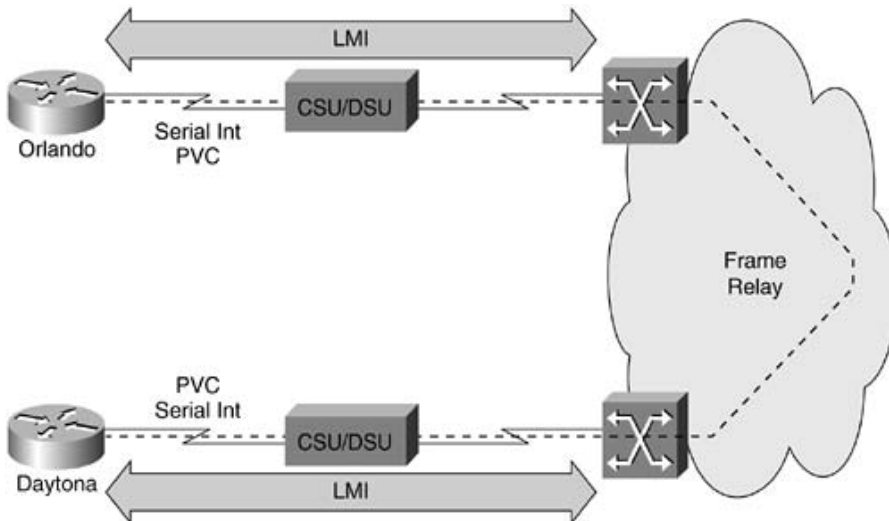 LMI
CSU/DSU
Serial Int
PVC
Orlando
Frame
Relay
PVC
Serial Int
CSU/DSU
Daytona
LMI